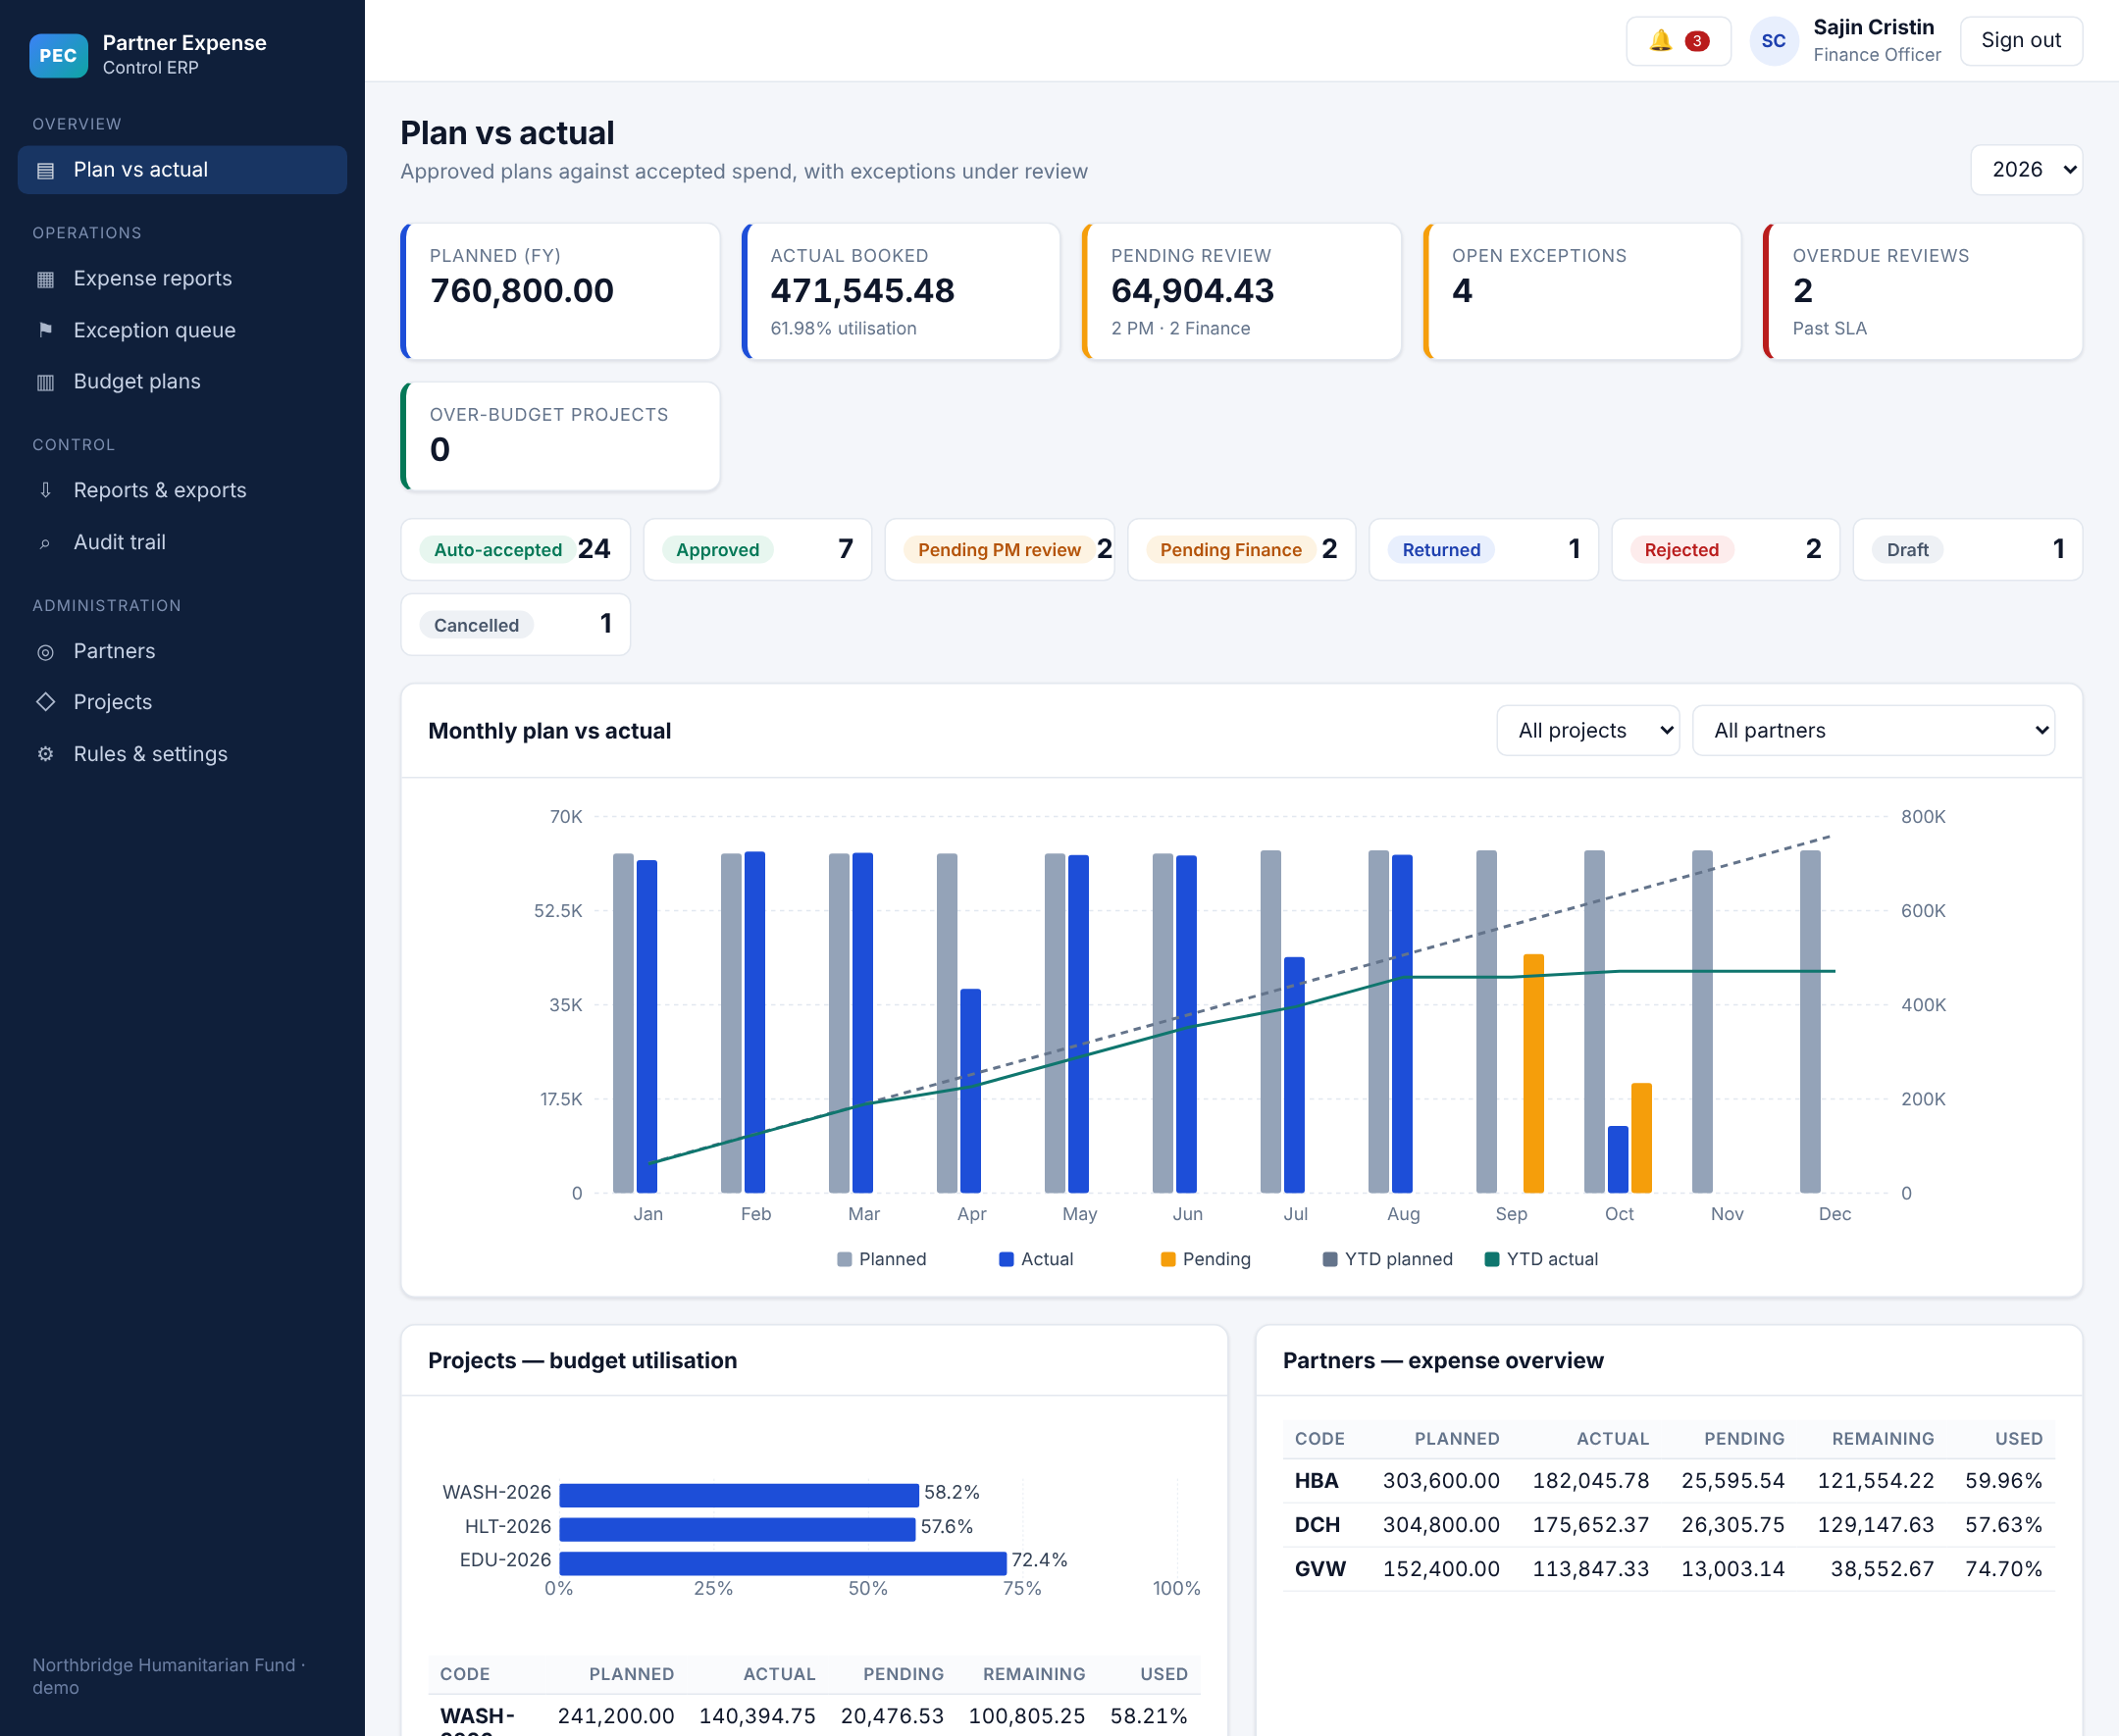 PEC
Partner Expense
Control ERP
OVERVIEW
Plan vs actual
OPERATIONS
Expense reports
Exception queue
Budget plans
CONTROL
Reports & exports
Audit trail
ADMINISTRATION
Partners
Projects
Rules & settings
Northbridge Humanitarian Fund ·
demo
3
SC
Sajin Cristin
Finance Officer
Sign out
Plan vs actual
Approved plans against accepted spend, with exceptions under review
2026
PLANNED (FY)
760,800.00
ACTUAL BOOKED
471,545.48
61.98% utilisation
PENDING REVIEW
64,904.43
2 PM · 2 Finance
OPEN EXCEPTIONS
4
OVERDUE REVIEWS
2
Past SLA
OVER-BUDGET PROJECTS
0
Auto-accepted 24
Approved 7
Pending PM review 2
Pending Finance 2
Returned 1
Rejected 2
Draft 1
Cancelled 1
Monthly plan vs actual
All projects
All partners
70K
52.5K
35K
17.5K
0
800K
600K
400K
200K
0
Jan Feb Mar Apr May Jun Jul Aug Sep Oct Nov Dec
Planned Actual Pending YTD planned YTD actual
Projects — budget utilisation
WASH-2026 58.2%
HLT-2026 57.6%
EDU-2026 72.4%
0% 25% 50% 75% 100%
CODE PLANNED ACTUAL PENDING REMAINING USED
WASH- 241,200.00 140,394.75 20,476.53 100,805.25 58.21%
Partners — expense overview
CODE PLANNED ACTUAL PENDING REMAINING USED
HBA 303,600.00 182,045.78 25,595.54 121,554.22 59.96%
DCH 304,800.00 175,652.37 26,305.75 129,147.63 57.63%
GVW 152,400.00 113,847.33 13,003.14 38,552.67 74.70%